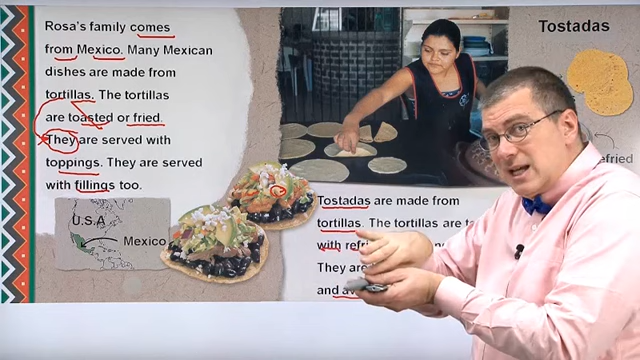 Rosa's family comes
from Mexico. Many Mexican
dishes are made from
tortillas. The tortillas
are toasted or fried.
They are served with
toppings. They are served
with fillings too.
U.S.A
Mexico
Tostadas
Tostadas are made from
tortillas. The tortillas are
with
They are
and